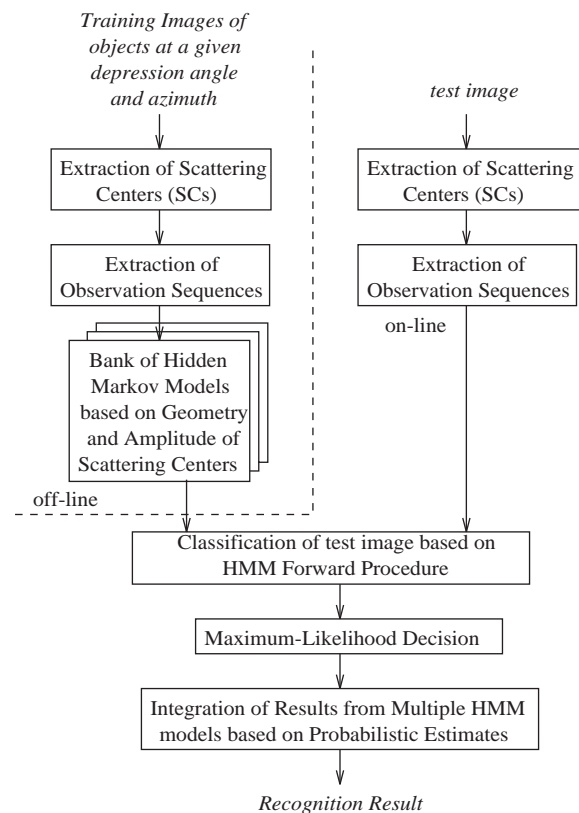 Training Images of
objects at a given
depression angle
and azimuth
Extraction of Scattering
Centers (SCs)
Extraction of
Observation Sequences
Bank of Hidden
Markov Models
based on Geometry
and Amplitude of
Scattering Centers
off-line
test image
Extraction of Scattering
Centers (SCs)
Extraction of
Observation Sequences
on-line
Classification of test image based on
HMM Forward Procedure
Maximum-Likelihood Decision
Integration of Results from Multiple HMM
models based on Probabilistic Estimates
Recognition Result